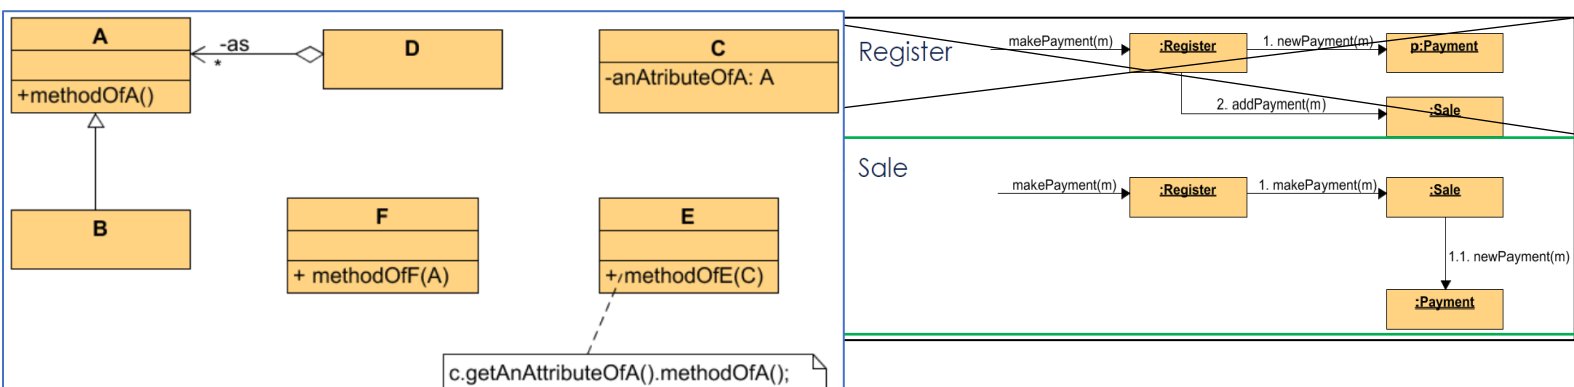 A
+methodOfA()
-as
*
D
C
-anAtributeOfA: A
B
F
+ methodOfF(A)
E
+ methodOfE(C)
c.getAnAttributeOfA().methodOfA();
Register
makePayment(m)
:Register
1. newPayment(m)
p:Payment
2. addPayment(m)
:Sale
Sale
makePayment(m)
:Register
1. makePayment(m)
:Sale
1.1. newPayment(m)
:Payment